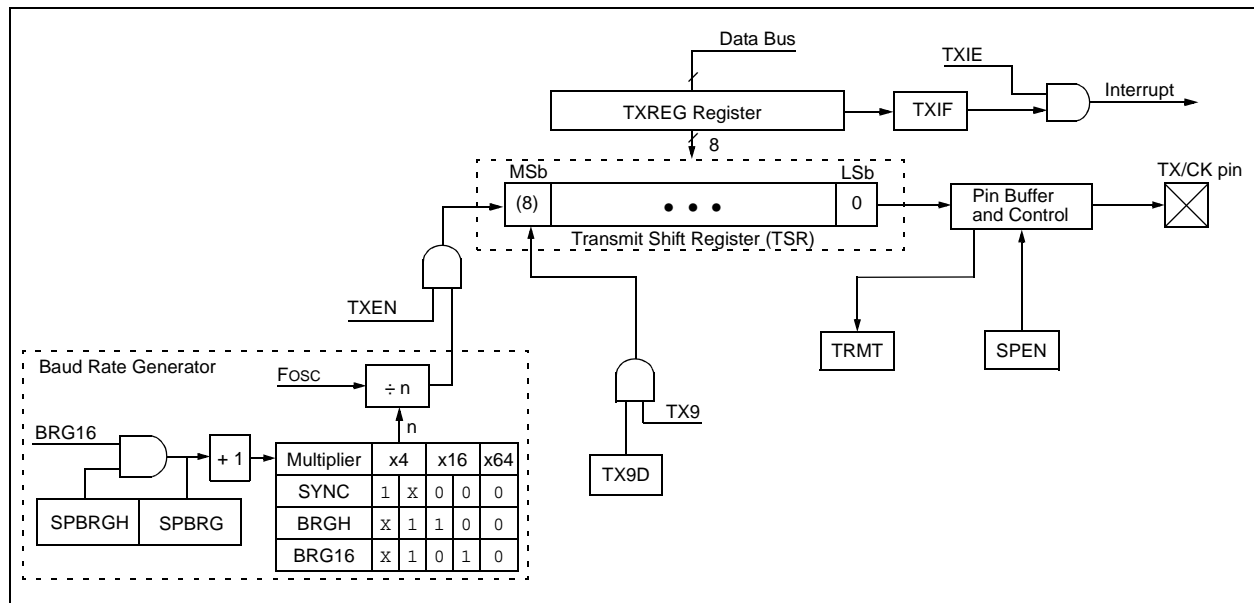 Data Bus
TXIE
Interrupt
TXREG Register
TXIF
8
MSb
LSb
TX/CK pin
(8)
• • •
0
Pin Buffer
and Control
Transmit Shift Register (TSR)
TXEN
TRMT
SPEN
Baud Rate Generator
FOSC
÷ n
TX9
n
BRG16
+ 1
Multiplier x4 x16 x64
TX9D
SYNC 1 X 0 0 0
SPBRGH SPBRG
BRGH X 1 1 0 0
BRG16 X 1 0 1 0